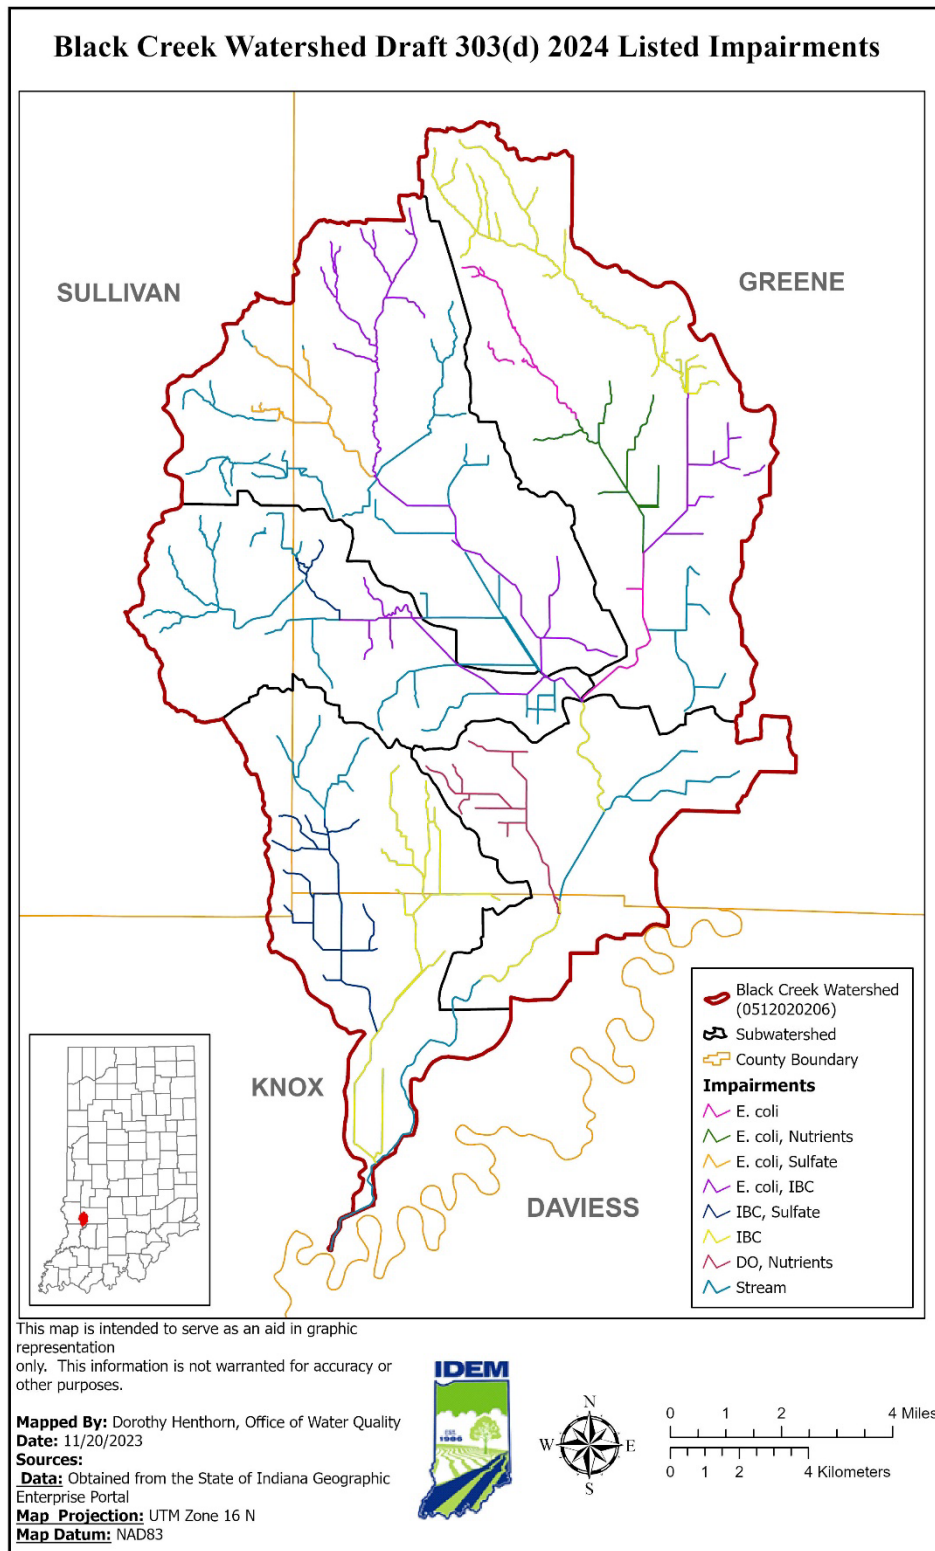 Black Creek Watershed Draft 303(d) 2024 Listed Impairments
SULLIVAN
GREENE
KNOX
DAVIESS
Black Creek Watershed
(0512020206)
Subwatershed
County Boundary
Impairments
E. coli
E. coli, Nutrients
E. coli, Sulfate
E. coli, IBC
IBC, Sulfate
IBC
DO, Nutrients
Stream
This map is intended to serve as an aid in graphic
representation
only. This information is not warranted for accuracy or
other purposes.
Mapped By: Dorothy Henthorn, Office of Water Quality
Date: 11/20/2023
Sources:
Data: Obtained from the State of Indiana Geographic
Enterprise Portal
Map Projection: UTM Zone 16 N
Map Datum: NAD83
IDEM
EST.
1986
N
W E
S
0 1 2 4 Miles
0 1 2 4 Kilometers